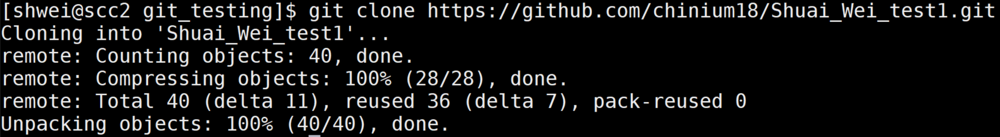 [shwei@scc2 git_testing]$ git clone https://github.com/chinium18/Shuai_Wei_test1.git
Cloning into 'Shuai_Wei_test1'...
remote: Counting objects: 40, done.
remote: Compressing objects: 100% (28/28), done.
remote: Total 40 (delta 11), reused 36 (delta 7), pack-reused 0
Unpacking objects: 100% (40/40), done.